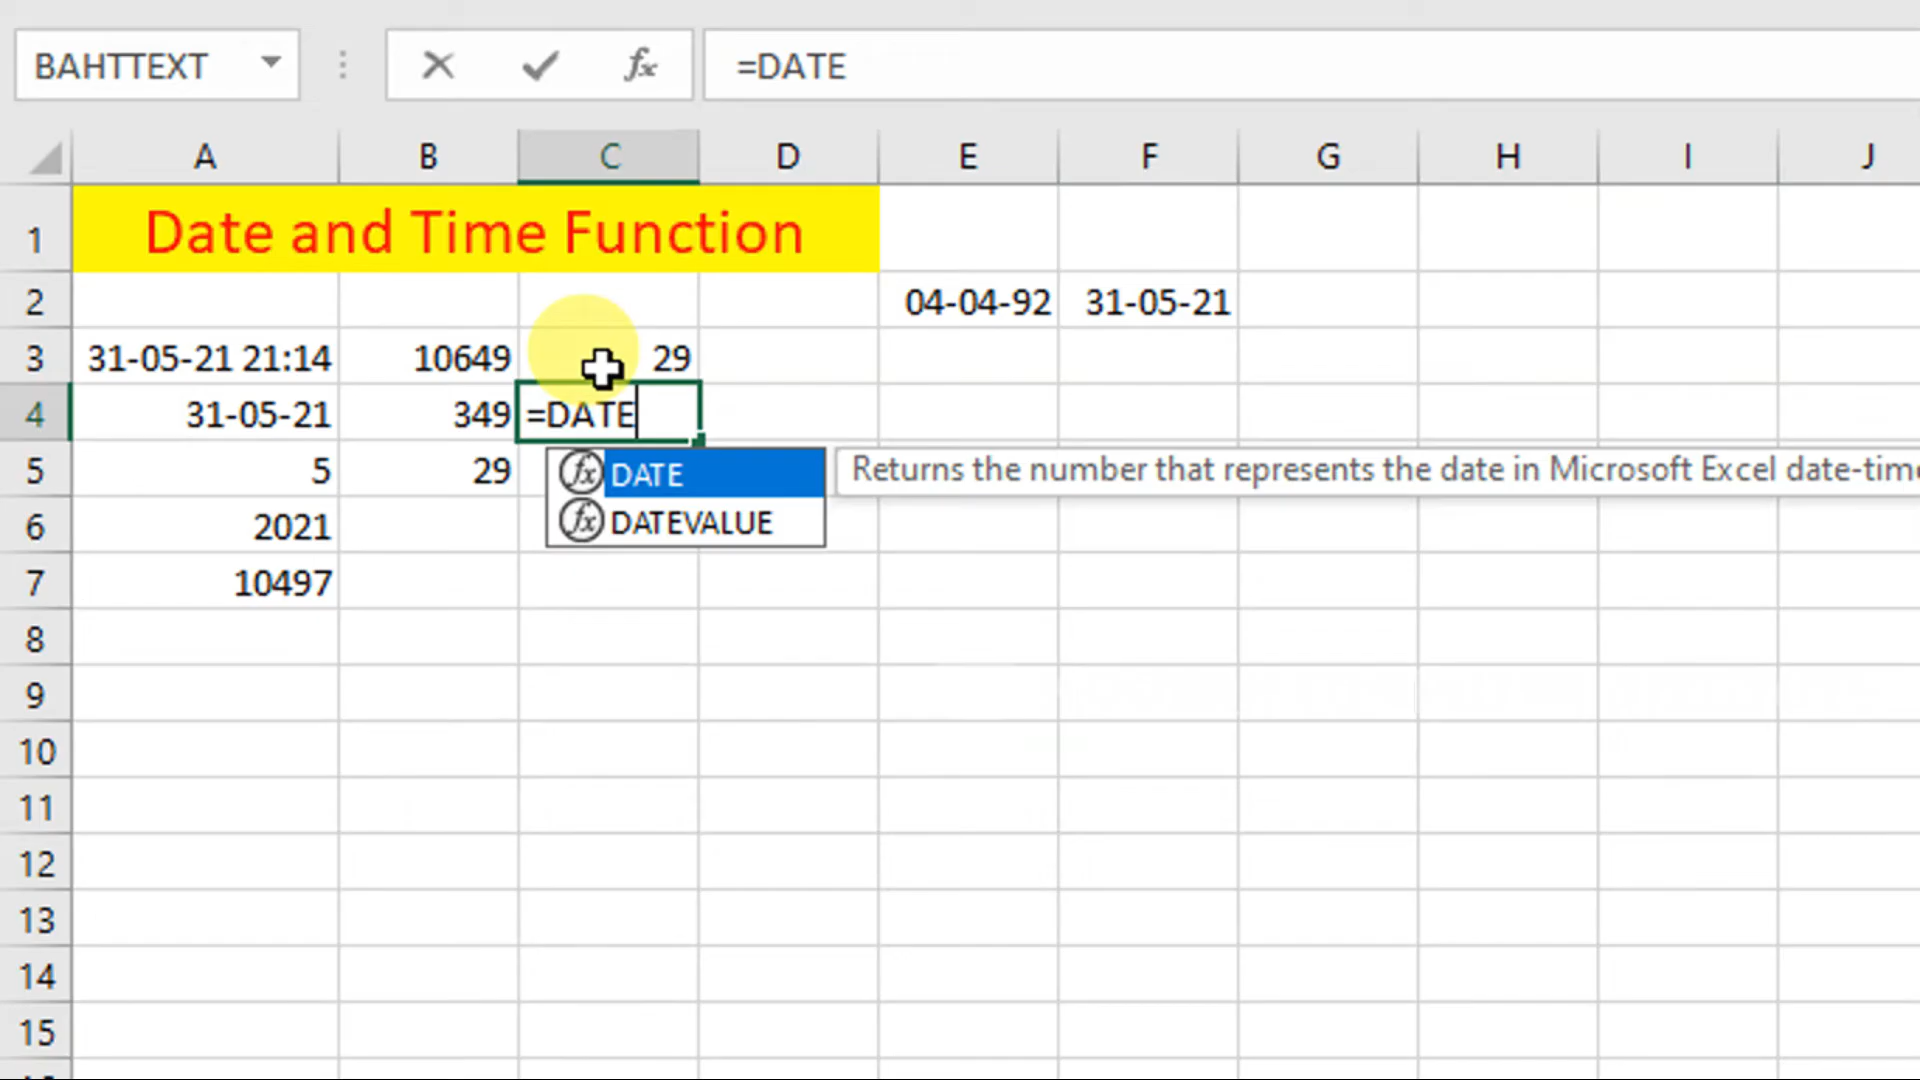 BAHTTEXT fx =DATE
A B C D E F G H I J
1 Date and Time Function
2 04-04-92 31-05-21
3 31-05-21 21:14 10649 29
4 31-05-21 349 =DATE
5 5 29 fx DATE Returns the number that represents the date in Microsoft Excel date-time
6 2021 fx DATEVALUE
7 10497
8
9
10
11
12
13
14
15